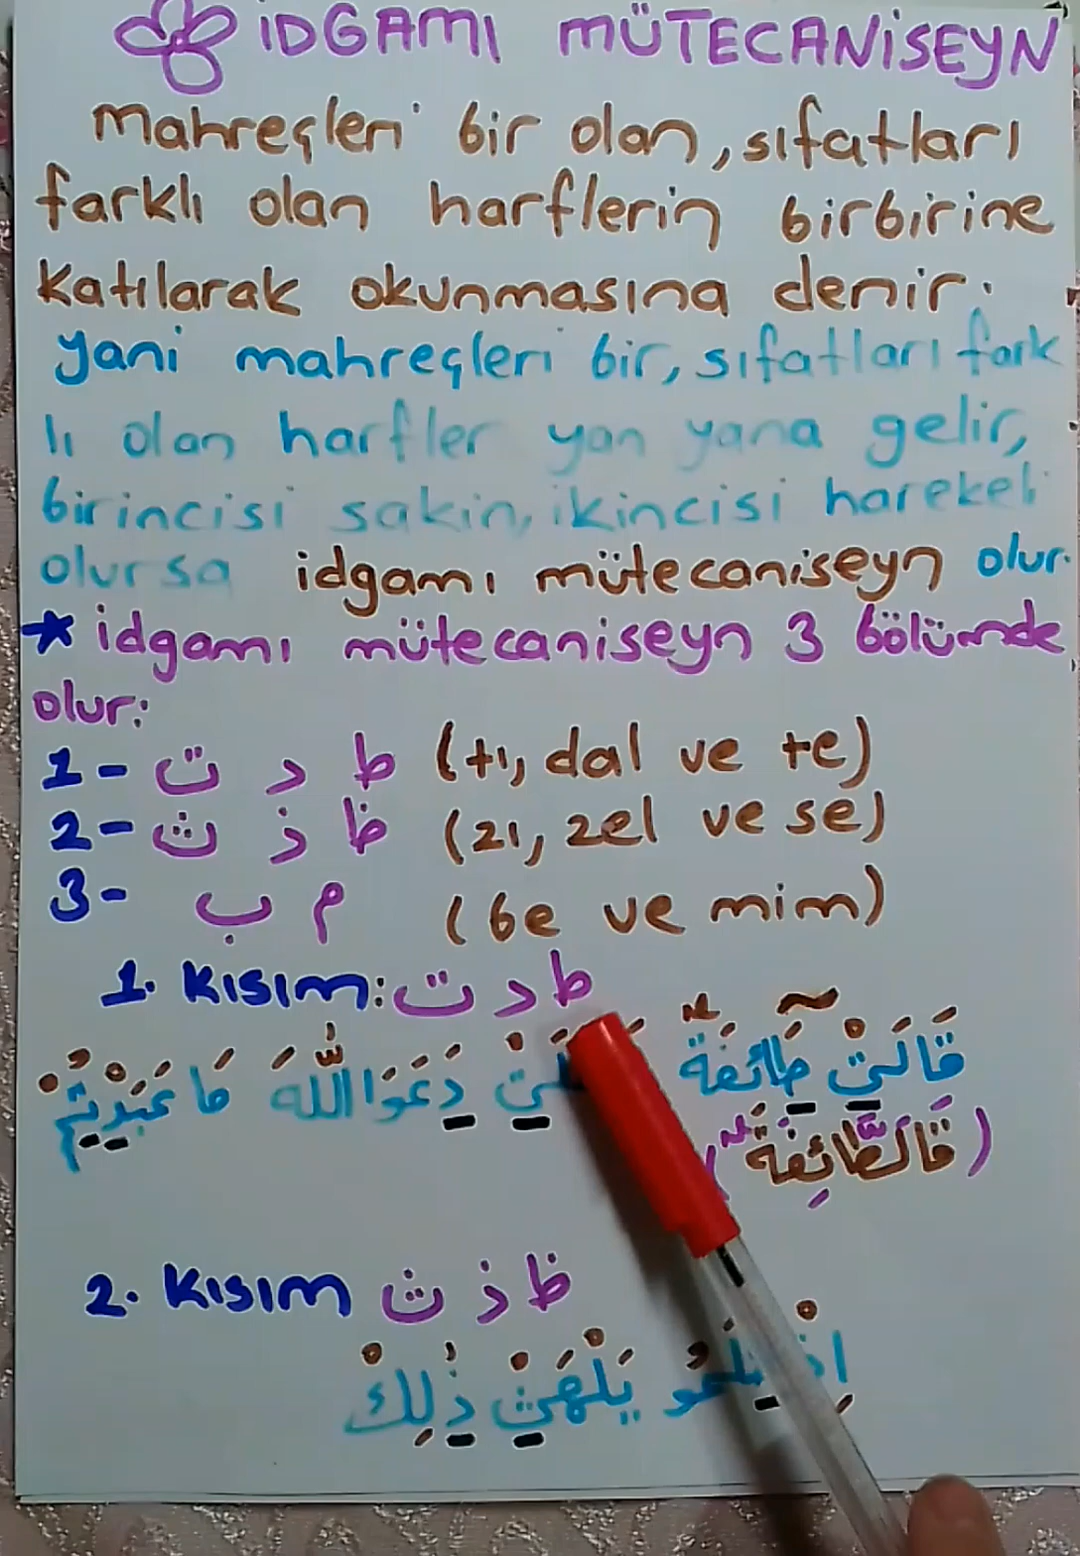 İDGAMI MÜTECANİSEYN
Mahreçleri bir olan, sıfatları
farklı olan harflerin birbirine
katılarak okunmasına denir.
yani mahreçleri bir, sıfatları fark
lı olan harfler yan yana gelir,
birincisi sakin, ikincisi harekeli
olursa idgamı mütecaniseyn olur.
* idgamı mütecaniseyn 3 bölümde
olur:
1- ط د ت (tı, dal ve te)
2- ظ ذ ث (zı, zel ve se)
3- م ب (be ve mim)
1. Kısım: ط د ت
قَالَتْ طَٓائِفَةٌ دَعَوَا اللّٰهَ مَا عَبَدْتُمْ
(قَالَطَّائِفَةٌ)
2. Kısım ظ ذ ث
يَلْهَثْ ذٰلِكْ